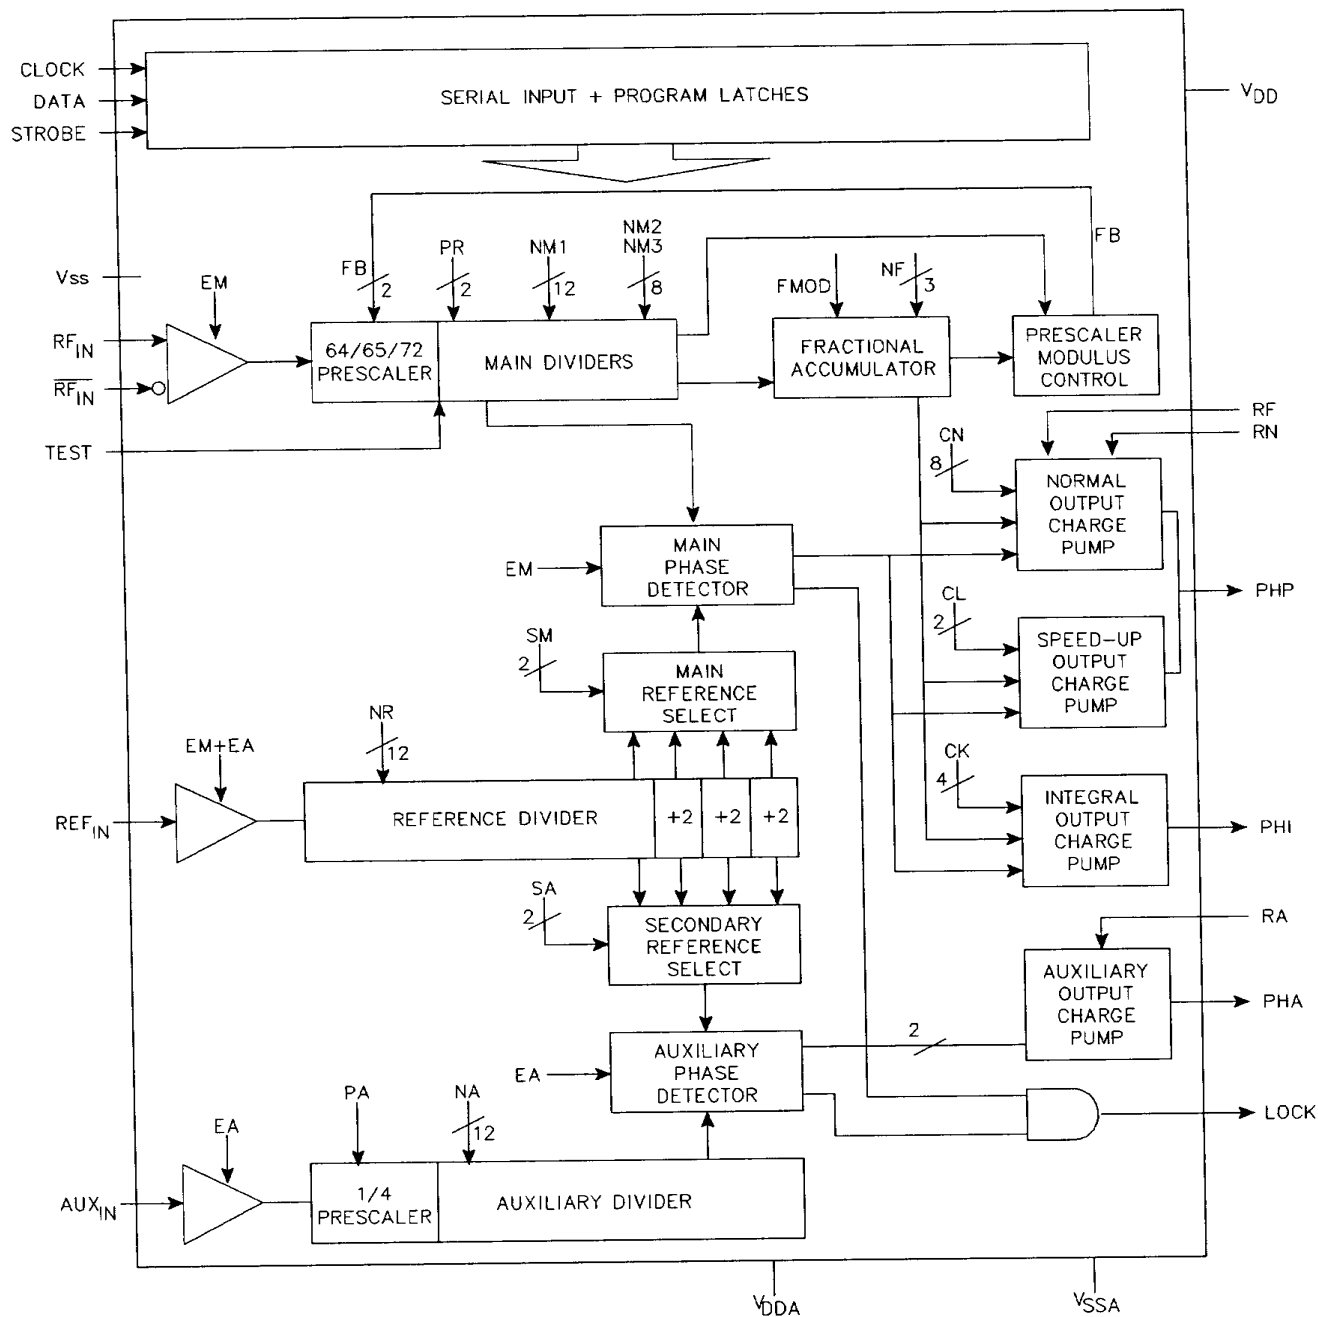 CLOCK
DATA
STROBE
SERIAL INPUT + PROGRAM LATCHES
VDD
Vss
EM
FB
2
PR
2
NM1
12
NM2
NM3
8
FMOD
NF
3
FB
RFIN
R̅F̅IN
64/65/72
PRESCALER
MAIN DIVIDERS
FRACTIONAL
ACCUMULATOR
PRESCALER
MODULUS
CONTROL
TEST
RF
RN
CN
8
NORMAL
OUTPUT
CHARGE
PUMP
EM
MAIN
PHASE
DETECTOR
PHP
CL
2
SPEED-UP
OUTPUT
CHARGE
PUMP
SM
2
MAIN
REFERENCE
SELECT
NR
12
EM+EA
REFIN
REFERENCE DIVIDER
+2
+2
+2
CK
4
INTEGRAL
OUTPUT
CHARGE
PUMP
PHI
SA
2
SECONDARY
REFERENCE
SELECT
RA
AUXILIARY
OUTPUT
CHARGE
PUMP
PHA
EA
AUXILIARY
PHASE
DETECTOR
2
LOCK
EA
PA
NA
12
AUXIN
1/4
PRESCALER
AUXILIARY DIVIDER
VDDA
VSSA